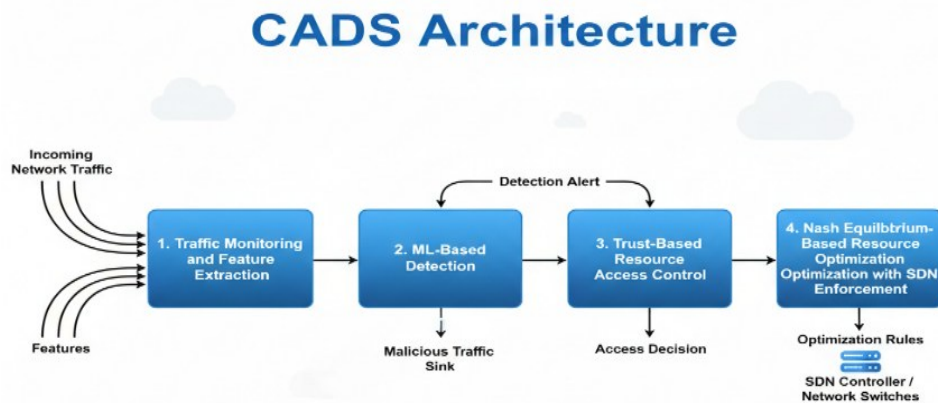 CADS Architecture
Incoming
Network Traffic
Features
1. Traffic Monitoring
and Feature
Extraction
Detection Alert
2. ML-Based
Detection
Malicious Traffic
Sink
3. Trust-Based
Resource
Access Control
Access Decision
4. Nash Equilbtrium-
Based Resource
Optimization
Optimization with SDN
Enforcement
Optimization Rules
SDN Controller /
Network Switches